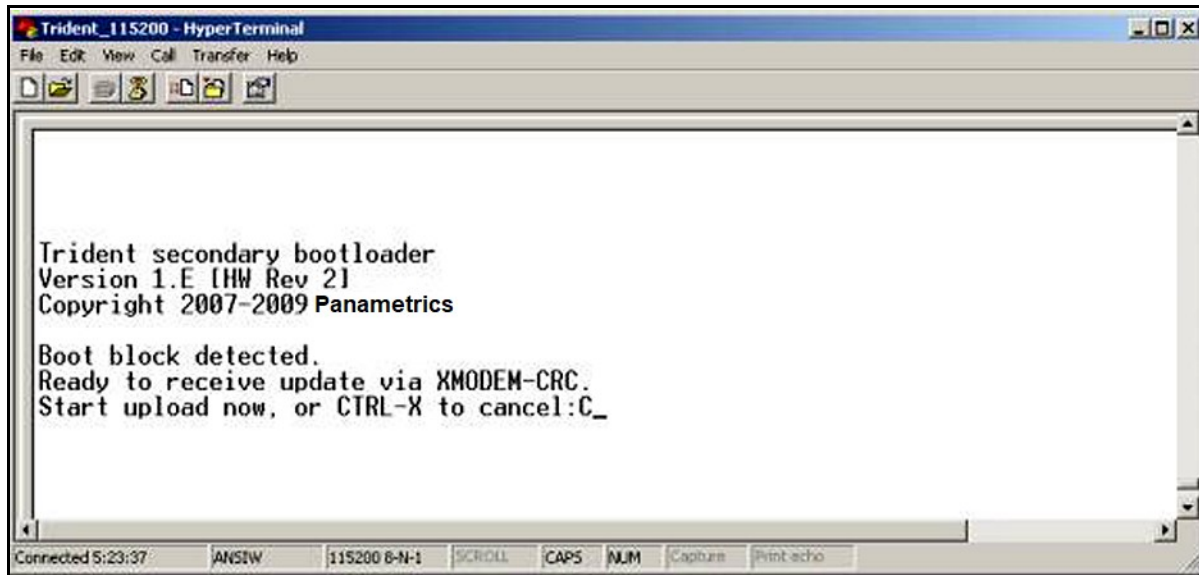 Trident_115200 - HyperTerminal
File Edit View Call Transfer Help
Trident secondary bootloader
Version 1.E [HW Rev 2]
Copyright 2007-2009 Panametrics
Boot block detected.
Ready to receive update via XMODEM-CRC.
Start upload now, or CTRL-X to cancel:C_
Connected 5:23:37 ANSIW 115200 8-N-1 SCROLL CAPS NUM Capture Print echo